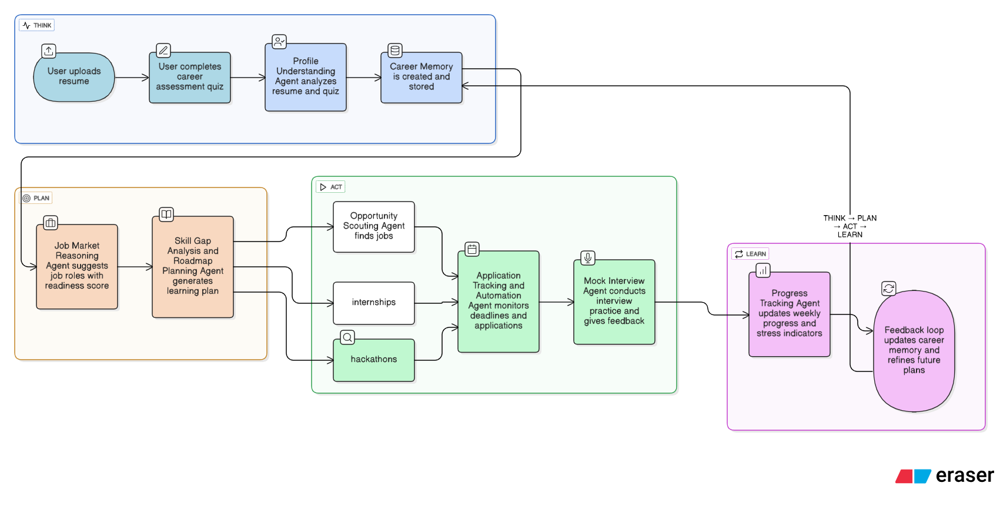 THINK
User uploads
resume
User completes
career
assessment quiz
Profile
Understanding
Agent analyzes
resume and quiz
Career Memory
is created and
stored
PLAN
Job Market
Reasoning
Agent suggests
job roles with
readiness score
Skill Gap
Analysis and
Roadmap
Planning Agent
generates
learning plan
ACT
Opportunity
Scouting Agent
finds jobs
internships
hackathons
Application
Tracking and
Automation
Agent monitors
deadlines and
applications
Mock Interview
Agent conducts
interview
practice and
gives feedback
THINK → PLAN
→ ACT →
LEARN
LEARN
Progress
Tracking Agent
updates weekly
progress and
stress indicators
Feedback loop
updates career
memory and
refines future
plans
eraser